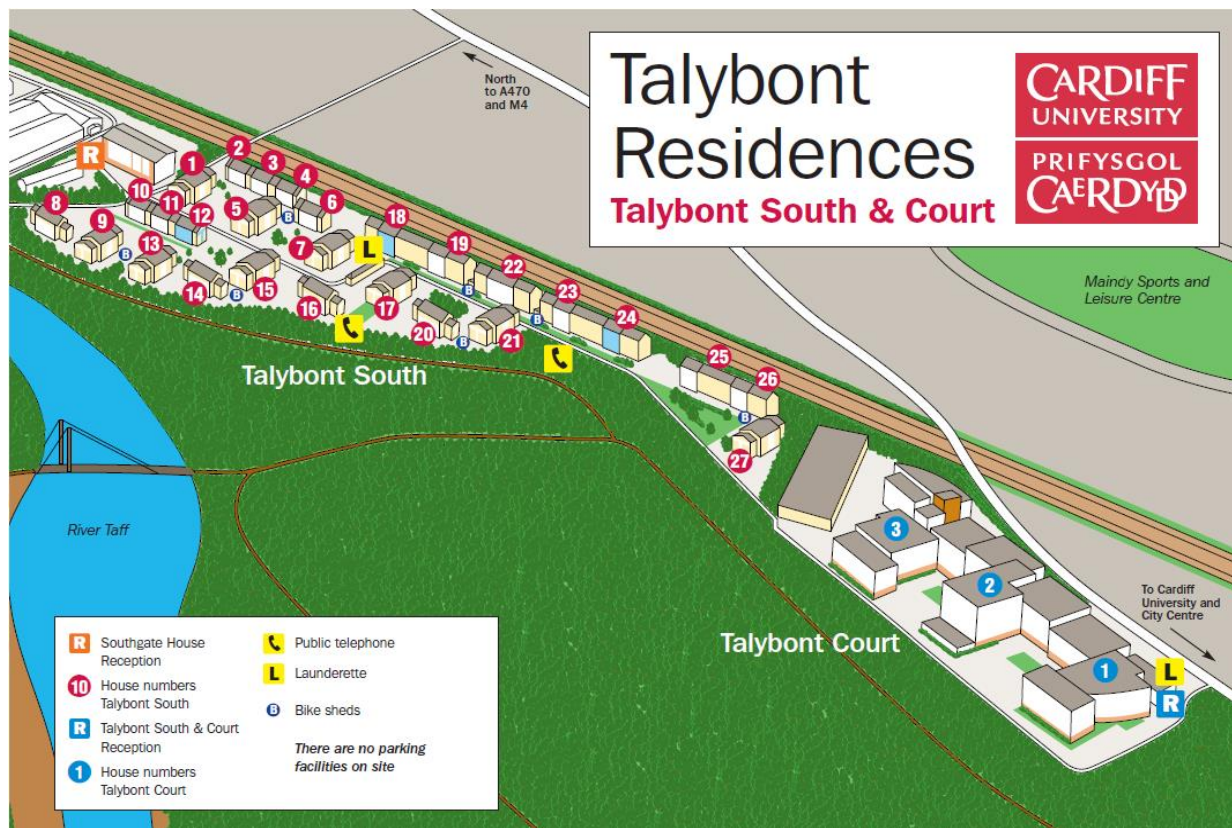 Talybont
Residences
Talybont South & Court
CARDIFF
UNIVERSITY
PRIFYSGOL
CAERDYDD
North
to A470
and M4
Maindy Sports and
Leisure Centre
R
1
2
3
4
10
11
12
6
8
9
5
B
18
13
B
7
L
19
14
B
15
22
16
17
B
23
20
B
21
B
24
25
26
B
27
Talybont South
River Taff
3
2
To Cardiff
University and
City Centre
Talybont Court
1
L
R
R Southgate House
Reception
10 House numbers
Talybont South
R Talybont South & Court
Reception
1 House numbers
Talybont Court
Public telephone
L Launderette
B Bike sheds
There are no parking
facilities on site